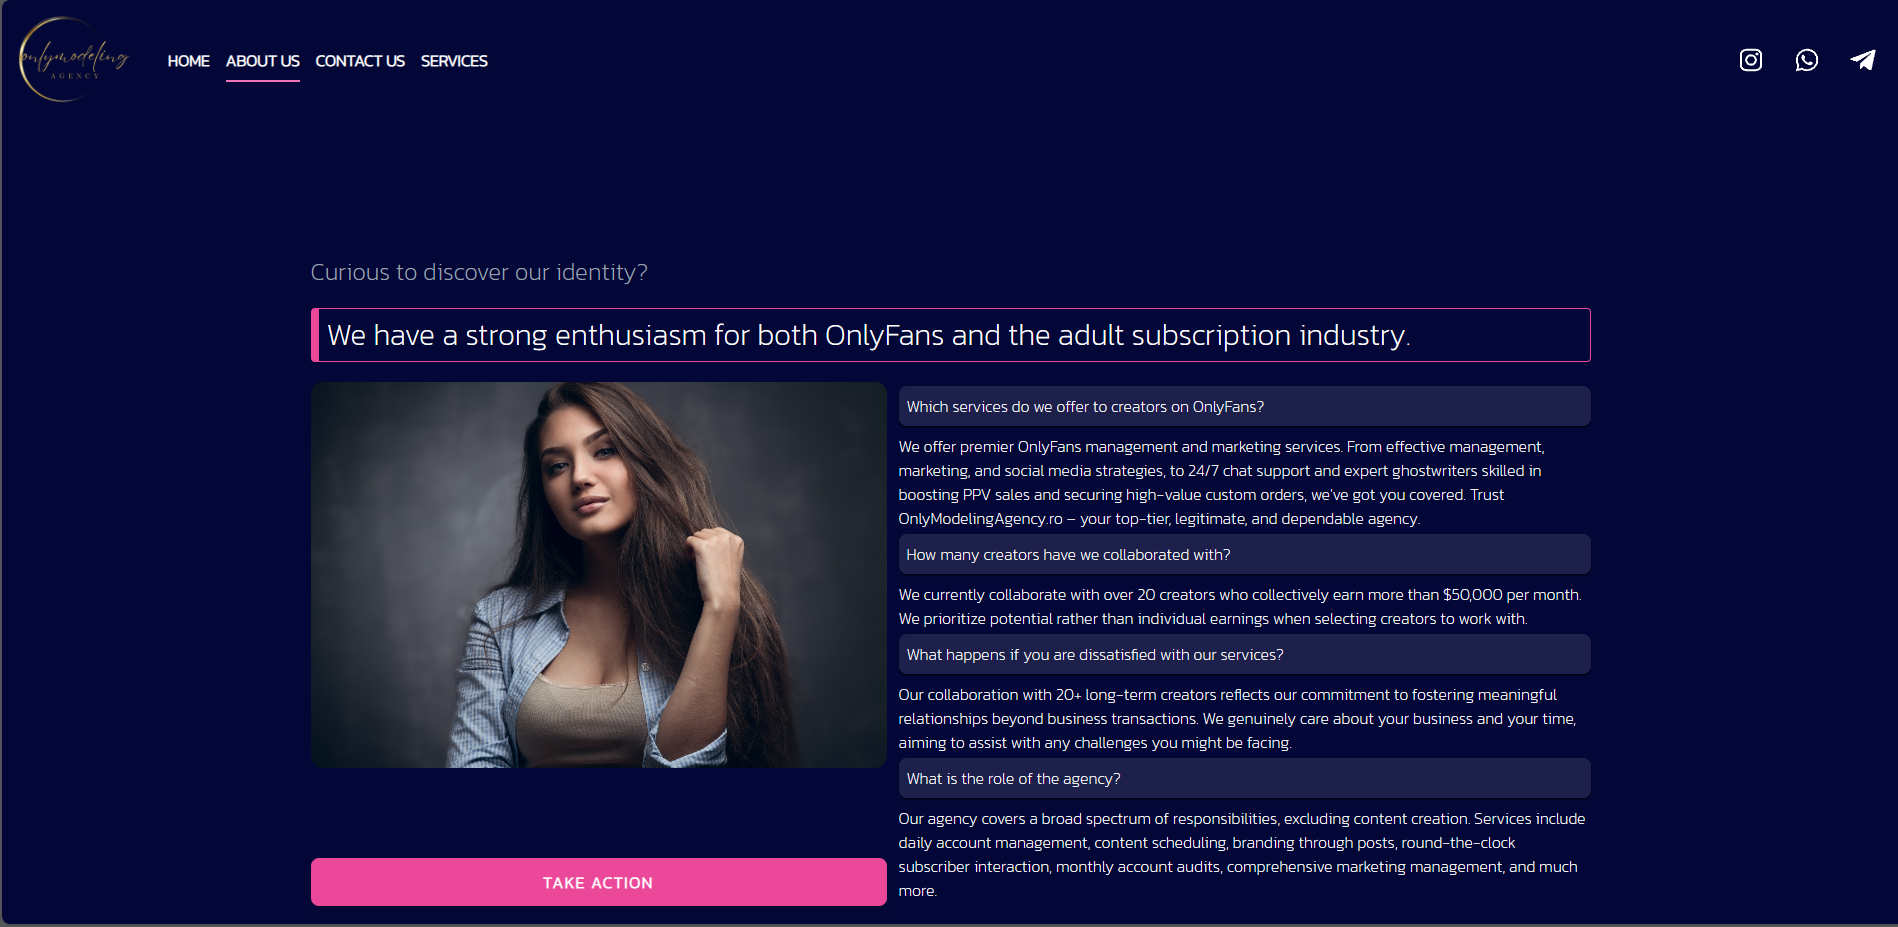 onlymodeling
AGENCY
HOME ABOUT US CONTACT US SERVICES
Curious to discover our identity?
We have a strong enthusiasm for both OnlyFans and the adult subscription industry.
Which services do we offer to creators on OnlyFans?
We offer premier OnlyFans management and marketing services. From effective management,
marketing, and social media strategies, to 24/7 chat support and expert ghostwriters skilled in
boosting PPV sales and securing high-value custom orders, we've got you covered. Trust
OnlyModelingAgency.ro – your top-tier, legitimate, and dependable agency.
How many creators have we collaborated with?
We currently collaborate with over 20 creators who collectively earn more than $50,000 per month.
We prioritize potential rather than individual earnings when selecting creators to work with.
What happens if you are dissatisfied with our services?
Our collaboration with 20+ long-term creators reflects our commitment to fostering meaningful
relationships beyond business transactions. We genuinely care about your business and your time,
aiming to assist with any challenges you might be facing.
What is the role of the agency?
Our agency covers a broad spectrum of responsibilities, excluding content creation. Services include
daily account management, content scheduling, branding through posts, round-the-clock
subscriber interaction, monthly account audits, comprehensive marketing management, and much
more.
TAKE ACTION